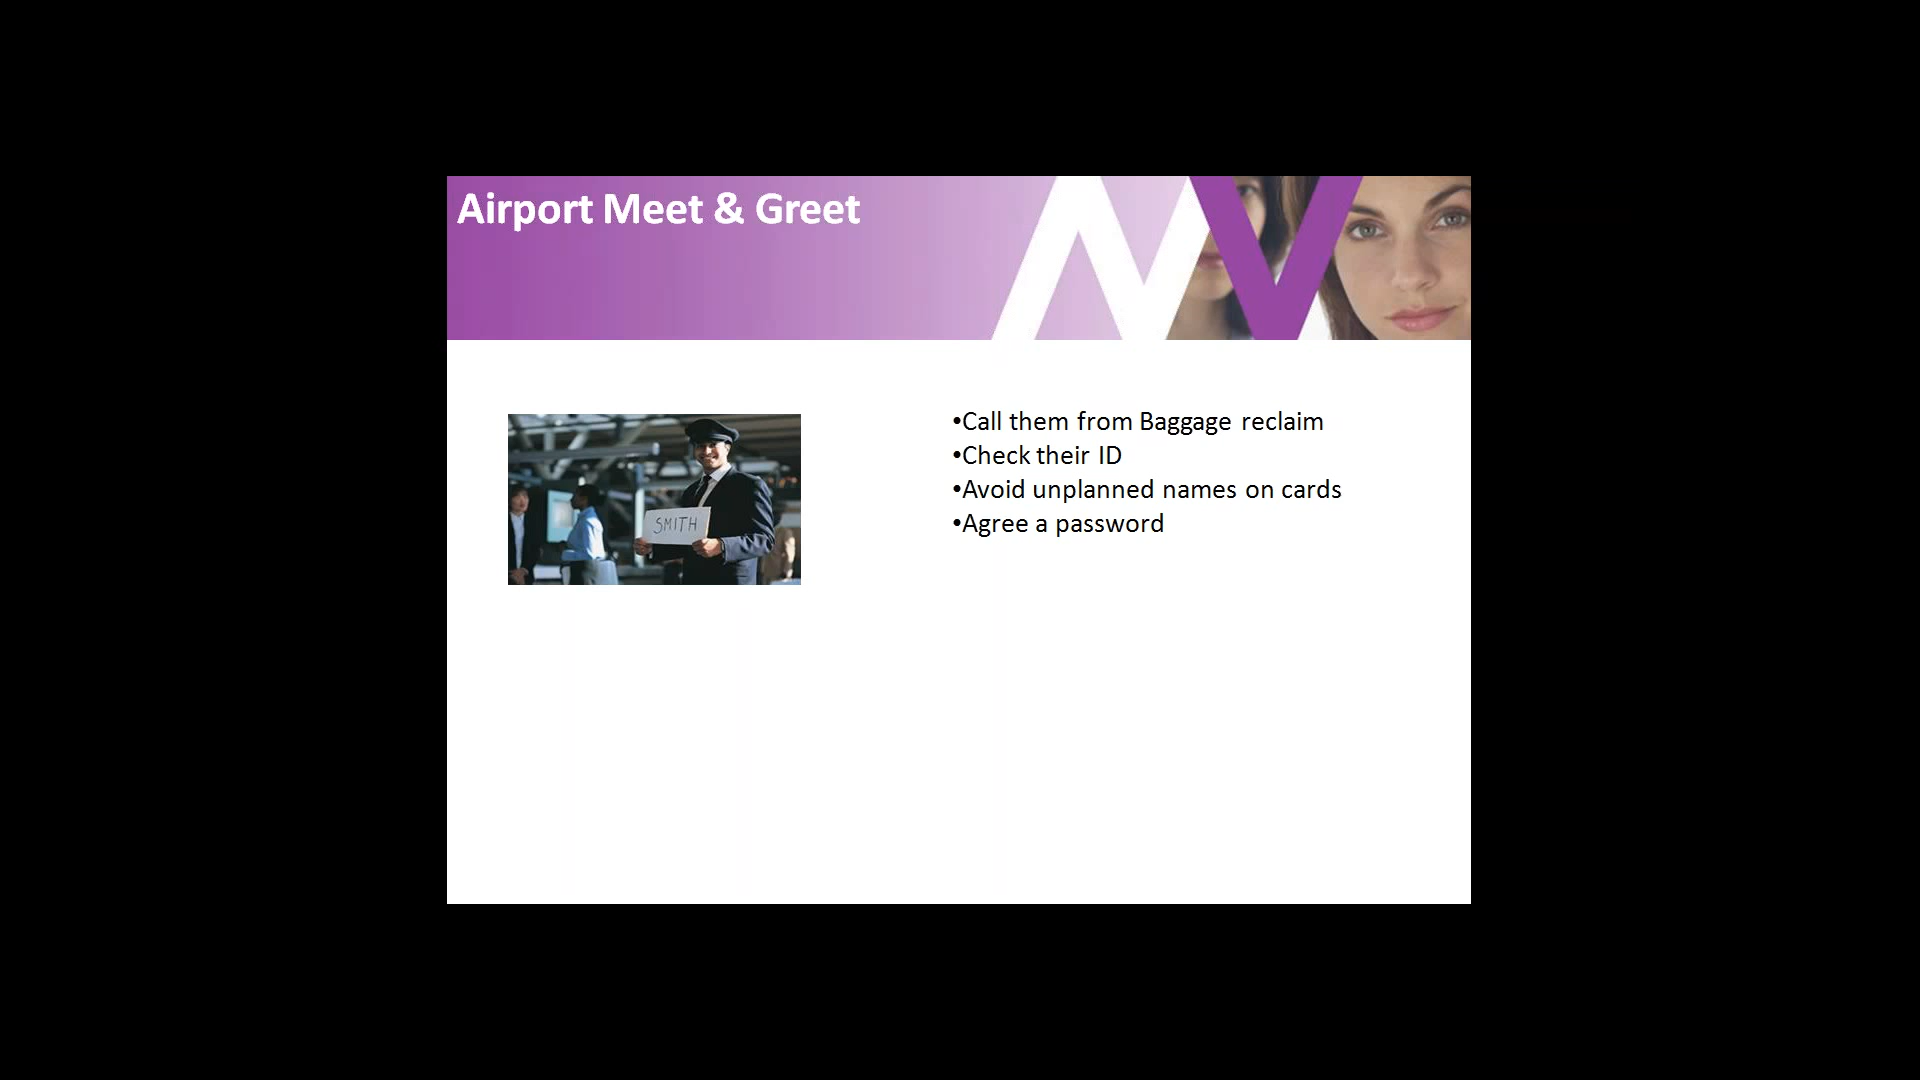 Airport Meet & Greet
•Call them from Baggage reclaim
•Check their ID
•Avoid unplanned names on cards
•Agree a password
SMITH